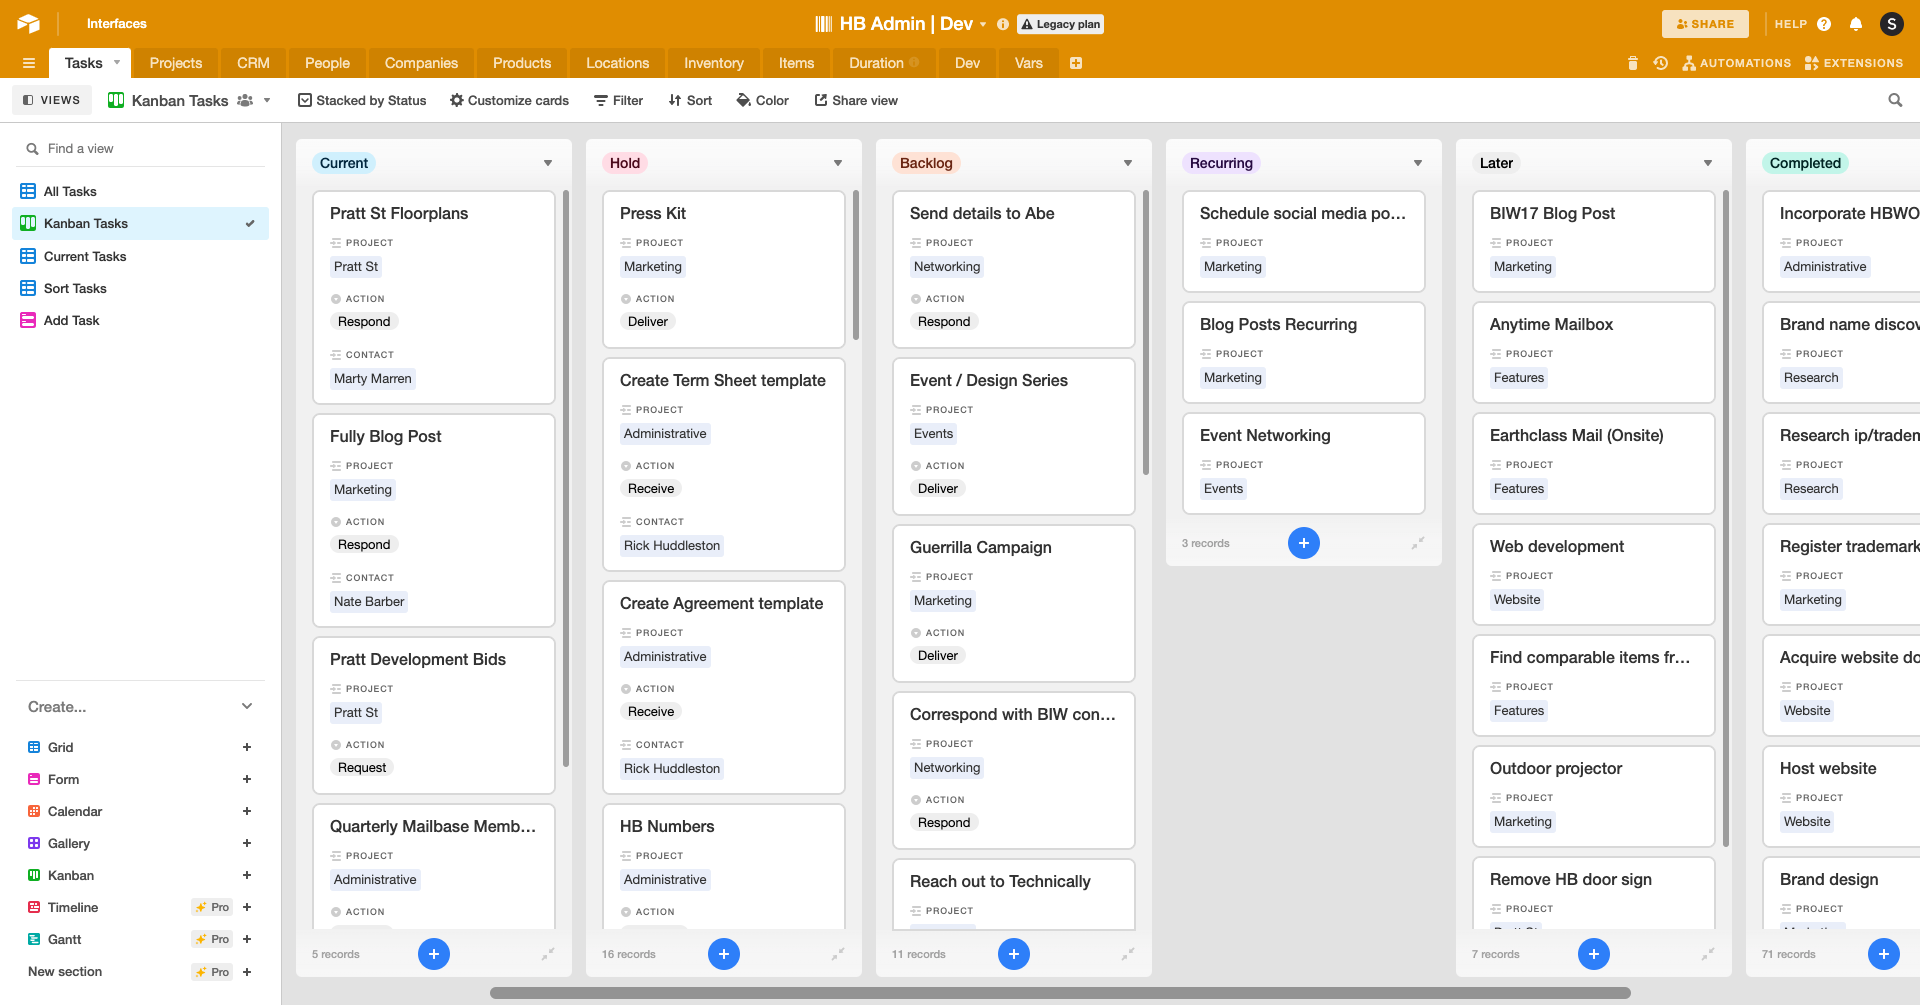 Interfaces
HB Admin | Dev
Legacy plan
SHARE
HELP
S
Tasks
Projects
CRM
People
Companies
Products
Locations
Inventory
Items
Duration
Dev
Vars
AUTOMATIONS
EXTENSIONS
VIEWS
Kanban Tasks
Stacked by Status
Customize cards
Filter
Sort
Color
Share view
Find a view
All Tasks
Kanban Tasks
Current Tasks
Sort Tasks
Add Task
Create...
Grid
Form
Calendar
Gallery
Kanban
Timeline
Pro
Gantt
Pro
New section
Pro
Current
Pratt St Floorplans
PROJECT
Pratt St
ACTION
Respond
CONTACT
Marty Marren
Fully Blog Post
PROJECT
Marketing
ACTION
Respond
CONTACT
Nate Barber
Pratt Development Bids
PROJECT
Pratt St
ACTION
Request
Quarterly Mailbase Memb...
PROJECT
Administrative
ACTION
5 records
Hold
Press Kit
PROJECT
Marketing
ACTION
Deliver
Create Term Sheet template
PROJECT
Administrative
ACTION
Receive
CONTACT
Rick Huddleston
Create Agreement template
PROJECT
Administrative
ACTION
Receive
CONTACT
Rick Huddleston
HB Numbers
PROJECT
Administrative
ACTION
16 records
Backlog
Send details to Abe
PROJECT
Networking
ACTION
Respond
Event / Design Series
PROJECT
Events
ACTION
Deliver
Guerrilla Campaign
PROJECT
Marketing
ACTION
Deliver
Correspond with BIW con...
PROJECT
Networking
ACTION
Respond
Reach out to Technically
PROJECT
11 records
Recurring
Schedule social media po...
PROJECT
Marketing
Blog Posts Recurring
PROJECT
Marketing
Event Networking
PROJECT
Events
3 records
Later
BIW17 Blog Post
PROJECT
Marketing
Anytime Mailbox
PROJECT
Features
Earthclass Mail (Onsite)
PROJECT
Features
Web development
PROJECT
Website
Find comparable items fr...
PROJECT
Features
Outdoor projector
PROJECT
Marketing
Remove HB door sign
PROJECT
7 records
Completed
Incorporate HBWO
PROJECT
Administrative
Brand name discov
PROJECT
Research
Research ip/tradem
PROJECT
Research
Register trademark
PROJECT
Marketing
Acquire website do
PROJECT
Website
Host website
PROJECT
Website
Brand design
PROJECT
71 records